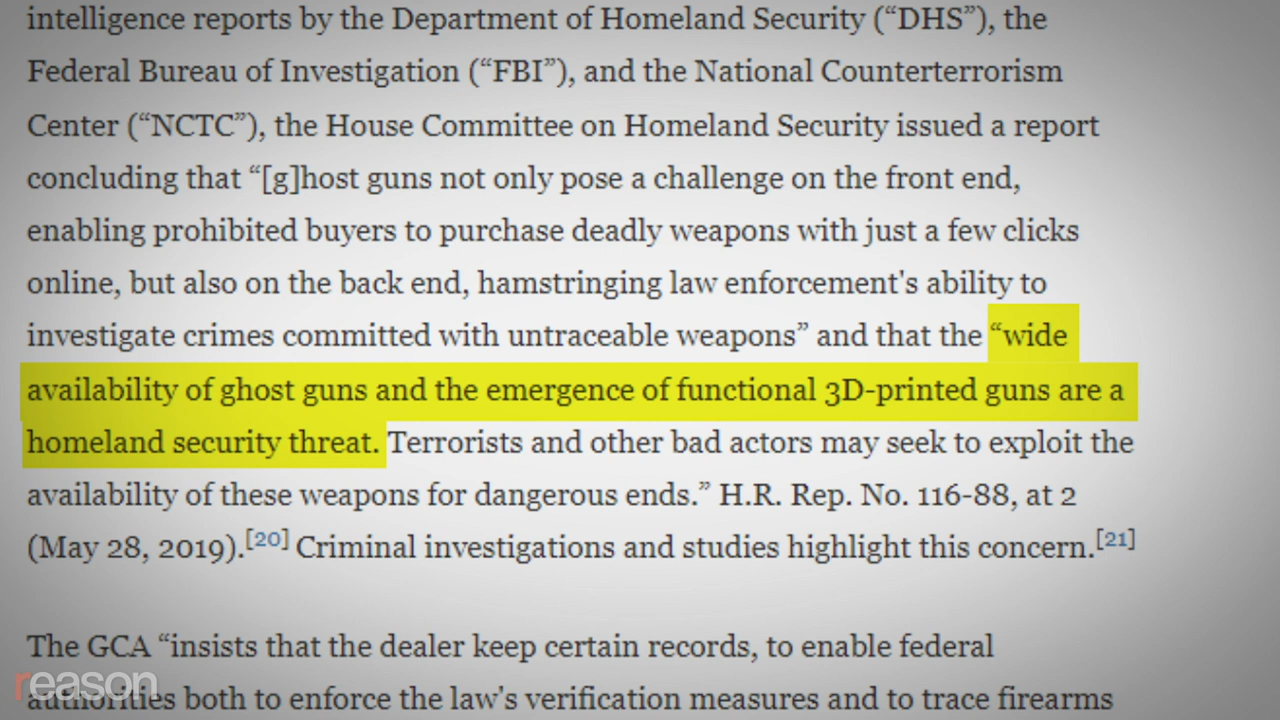 intelligence reports by the Department of Homeland Security (“DHS”), the
Federal Bureau of Investigation (“FBI”), and the National Counterterrorism
Center (“NCTC”), the House Committee on Homeland Security issued a report
concluding that “[g]host guns not only pose a challenge on the front end,
enabling prohibited buyers to purchase deadly weapons with just a few clicks
online, but also on the back end, hamstringing law enforcement's ability to
investigate crimes committed with untraceable weapons” and that the “wide
availability of ghost guns and the emergence of functional 3D-printed guns are a
homeland security threat. Terrorists and other bad actors may seek to exploit the
availability of these weapons for dangerous ends.” H.R. Rep. No. 116-88, at 2
(May 28, 2019).[20] Criminal investigations and studies highlight this concern.[21]
The GCA “insists that the dealer keep certain records, to enable federal
reason
authorities both to enforce the law's verification measures and to trace firearms